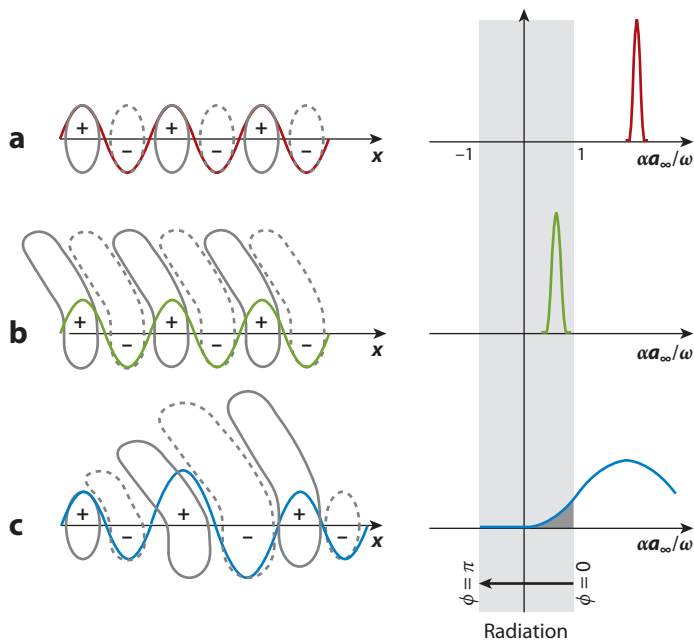 a
+ – + – + –
x
–1 1
αa∞/ω
b
+ – + – + –
x
αa∞/ω
c
+ – + – + –
x
αa∞/ω
ϕ = π
ϕ = 0
Radiation